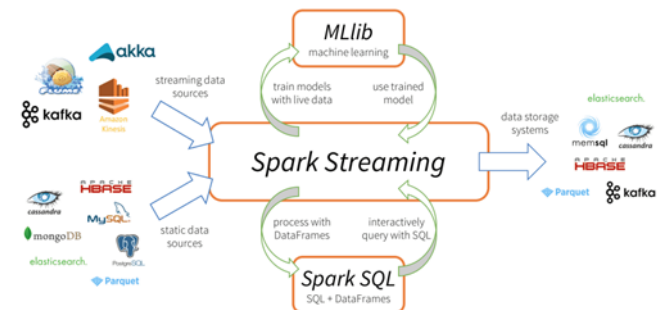 MLlib
machine learning
akka
kafka
Amazon
Kinesis
streaming data
sources
train models
with live data
use trained
model
data storage
systems
elasticsearch.
memsql
cassandra
APACHE
HBASE
Parquet
kafka
Spark Streaming
APACHE
HBASE
cassandra
MySQL
mongoDB
PostgreSQL
elasticsearch.
Parquet
static data
sources
process with
DataFrames
interactively
query with SQL
Spark SQL
SQL + DataFrames